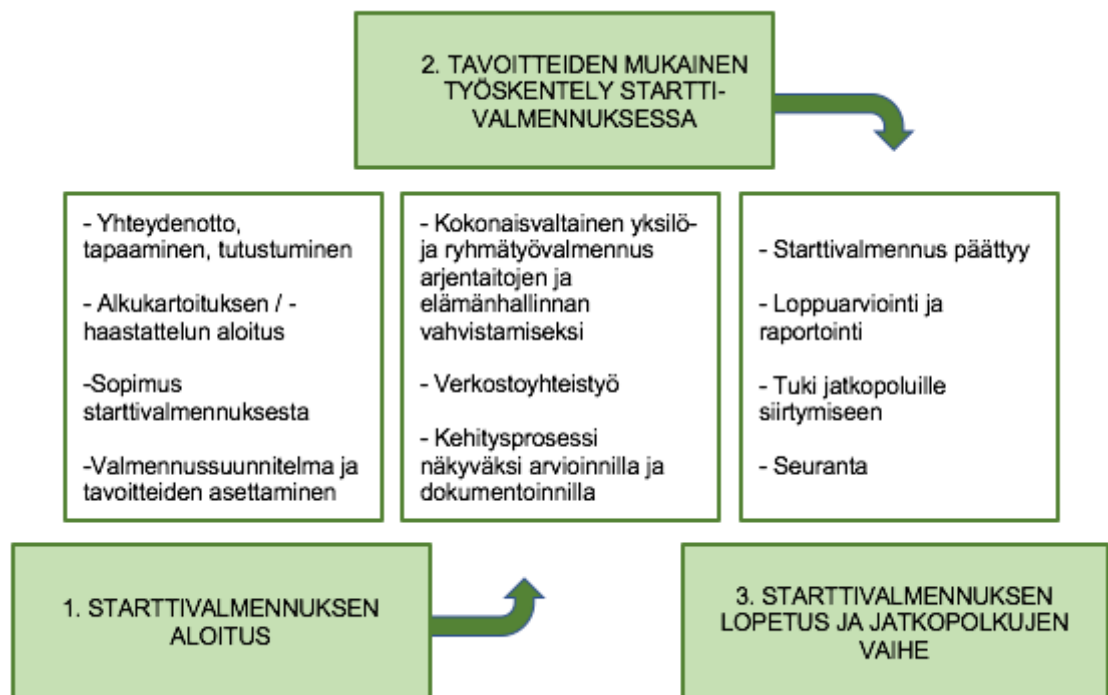 2. TAVOITTEIDEN MUKAINEN
TYÖSKENTELY STARTTI-
VALMENNUKSESSA
- Yhteydenotto,
tapaaminen, tutustuminen
- Alkukartoituksen / -
haastattelun aloitus
-Sopimus
starttivalmennuksesta
-Valmennussuunnitelma ja
tavoitteiden asettaminen
- Kokonaisvaltainen yksilö-
ja ryhmätyövalmennus
arjentaitojen ja
elämänhallinnan
vahvistamiseksi
- Verkostoyhteistyö
- Kehitysprosessi
näkyväksi arvioinnilla ja
dokumentoinnilla
- Starttivalmennus päättyy
- Loppuarviointi ja
raportointi
- Tuki jatkopoluille
siirtymiseen
- Seuranta
1. STARTTIVALMENNUKSEN
ALOITUS
3. STARTTIVALMENNUKSEN
LOPETUS JA JATKOPOLKUJEN
VAIHE